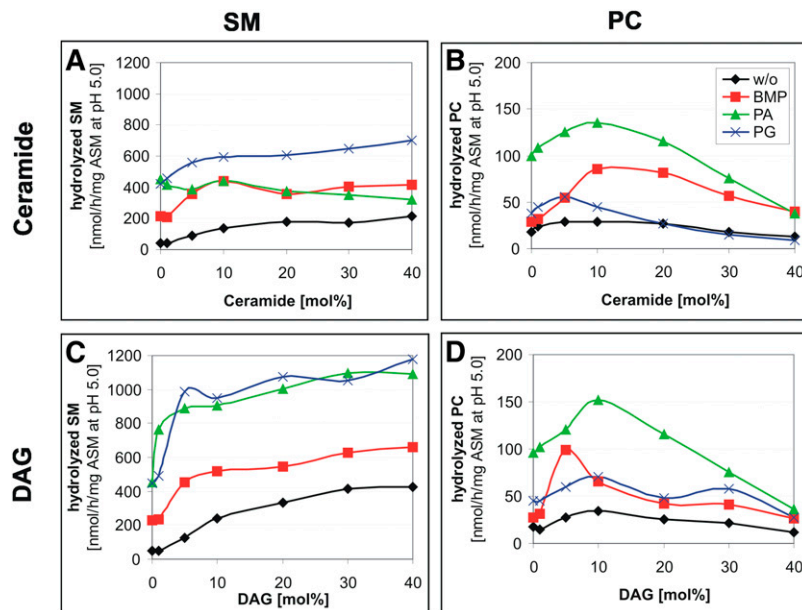 SM
PC
Ceramide
A
hydrolyzed SM
[nmol/h/mg ASM at pH 5.0]
1200
1000
800
600
400
200
0
0 10 20 30 40
Ceramide [mol%]
B
hydrolyzed PC
[nmol/h/mg ASM at pH 5.0]
200
150
100
50
0
0 10 20 30 40
Ceramide [mol%]
w/o
BMP
PA
PG
DAG
C
hydrolyzed SM
[nmol/h/mg ASM at pH 5.0]
1200
1000
800
600
400
200
0
0 10 20 30 40
DAG [mol%]
D
hydrolyzed PC
[nmol/h/mg ASM at pH 5.0]
200
150
100
50
0
0 10 20 30 40
DAG [mol%]